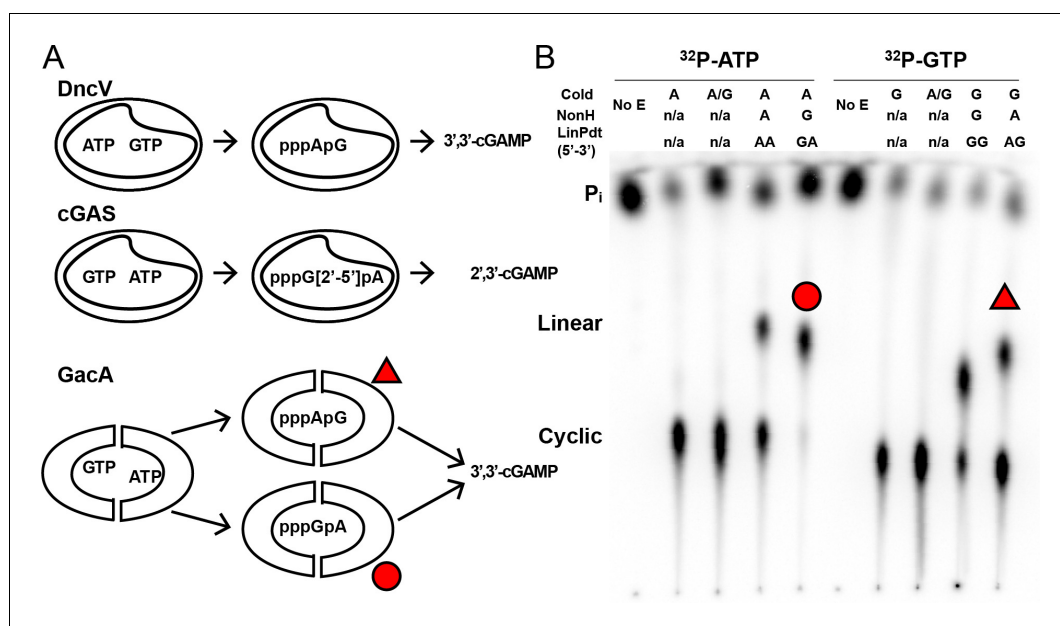 A
DncV
ATP GTP
pppApG
3',3'-cGAMP
cGAS
GTP ATP
pppG[2'-5']pA
2',3'-cGAMP
GacA
GTP
ATP
pppApG
pppGpA
3',3'-cGAMP
B
32P-ATP 32P-GTP
Cold No E A A/G A A No E G A/G G G
NonH n/a n/a A G n/a n/a G A
LinPdt n/a n/a AA GA n/a n/a GG AG
(5'-3')
Pi
Linear
Cyclic